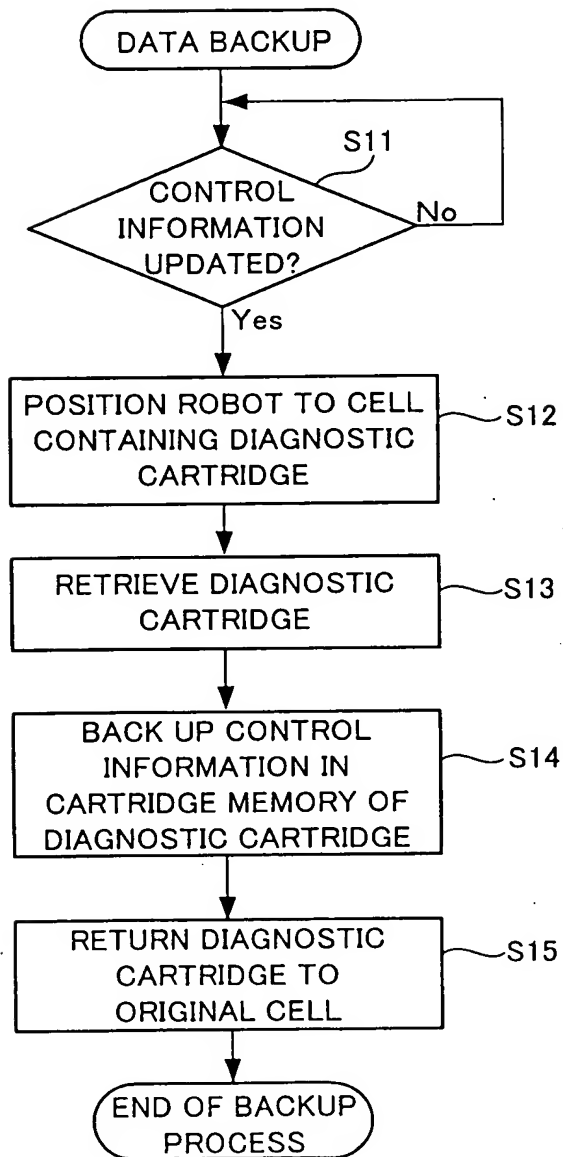 DATA BACKUP
S11
CONTROL
INFORMATION
UPDATED?
No
Yes
POSITION ROBOT TO CELL
CONTAINING DIAGNOSTIC
CARTRIDGE
S12
RETRIEVE DIAGNOSTIC
CARTRIDGE
S13
BACK UP CONTROL
INFORMATION IN
CARTRIDGE MEMORY OF
DIAGNOSTIC CARTRIDGE
S14
RETURN DIAGNOSTIC
CARTRIDGE TO
ORIGINAL CELL
S15
END OF BACKUP
PROCESS